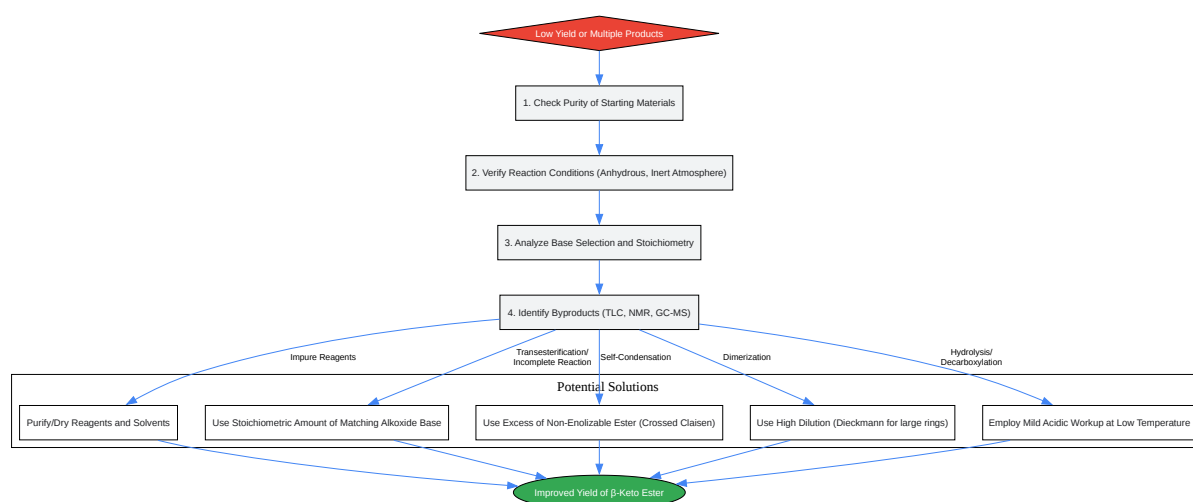 Low Yield or Multiple Products
1. Check Purity of Starting Materials
2. Verify Reaction Conditions (Anhydrous, Inert Atmosphere)
3. Analyze Base Selection and Stoichiometry
4. Identify Byproducts (TLC, NMR, GC-MS)
Impure Reagents
Transesterification/
Incomplete Reaction
Self-Condensation
Dimerization
Hydrolysis/
Decarboxylation
Potential Solutions
Purify/Dry Reagents and Solvents
Use Stoichiometric Amount of Matching Alkoxide Base
Use Excess of Non-Enolizable Ester (Crossed Claisen)
Use High Dilution (Dieckmann for large rings)
Employ Mild Acidic Workup at Low Temperature
Improved Yield of β-Keto Ester